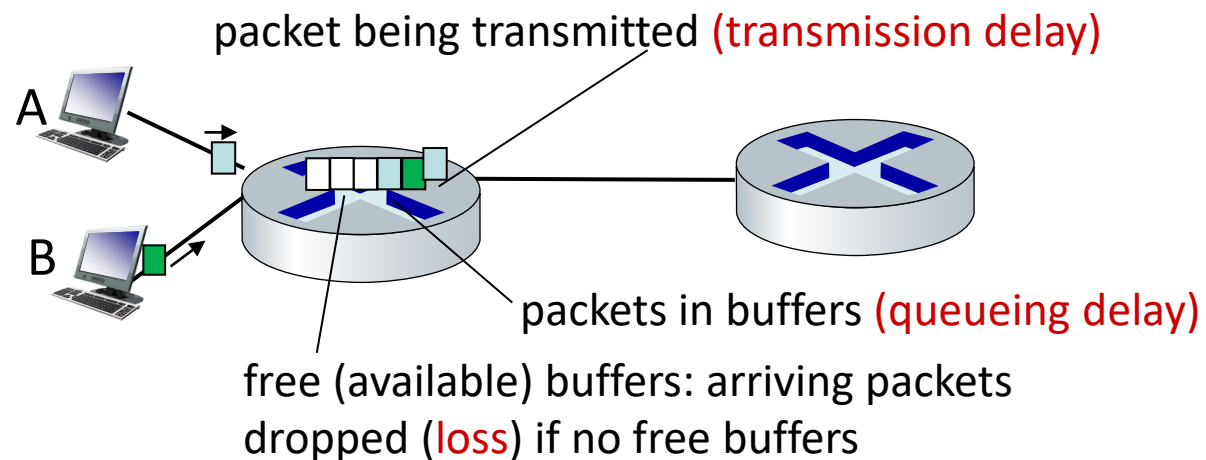 packet being transmitted (transmission delay)
A
B
packets in buffers (queueing delay)
free (available) buffers: arriving packets
dropped (loss) if no free buffers